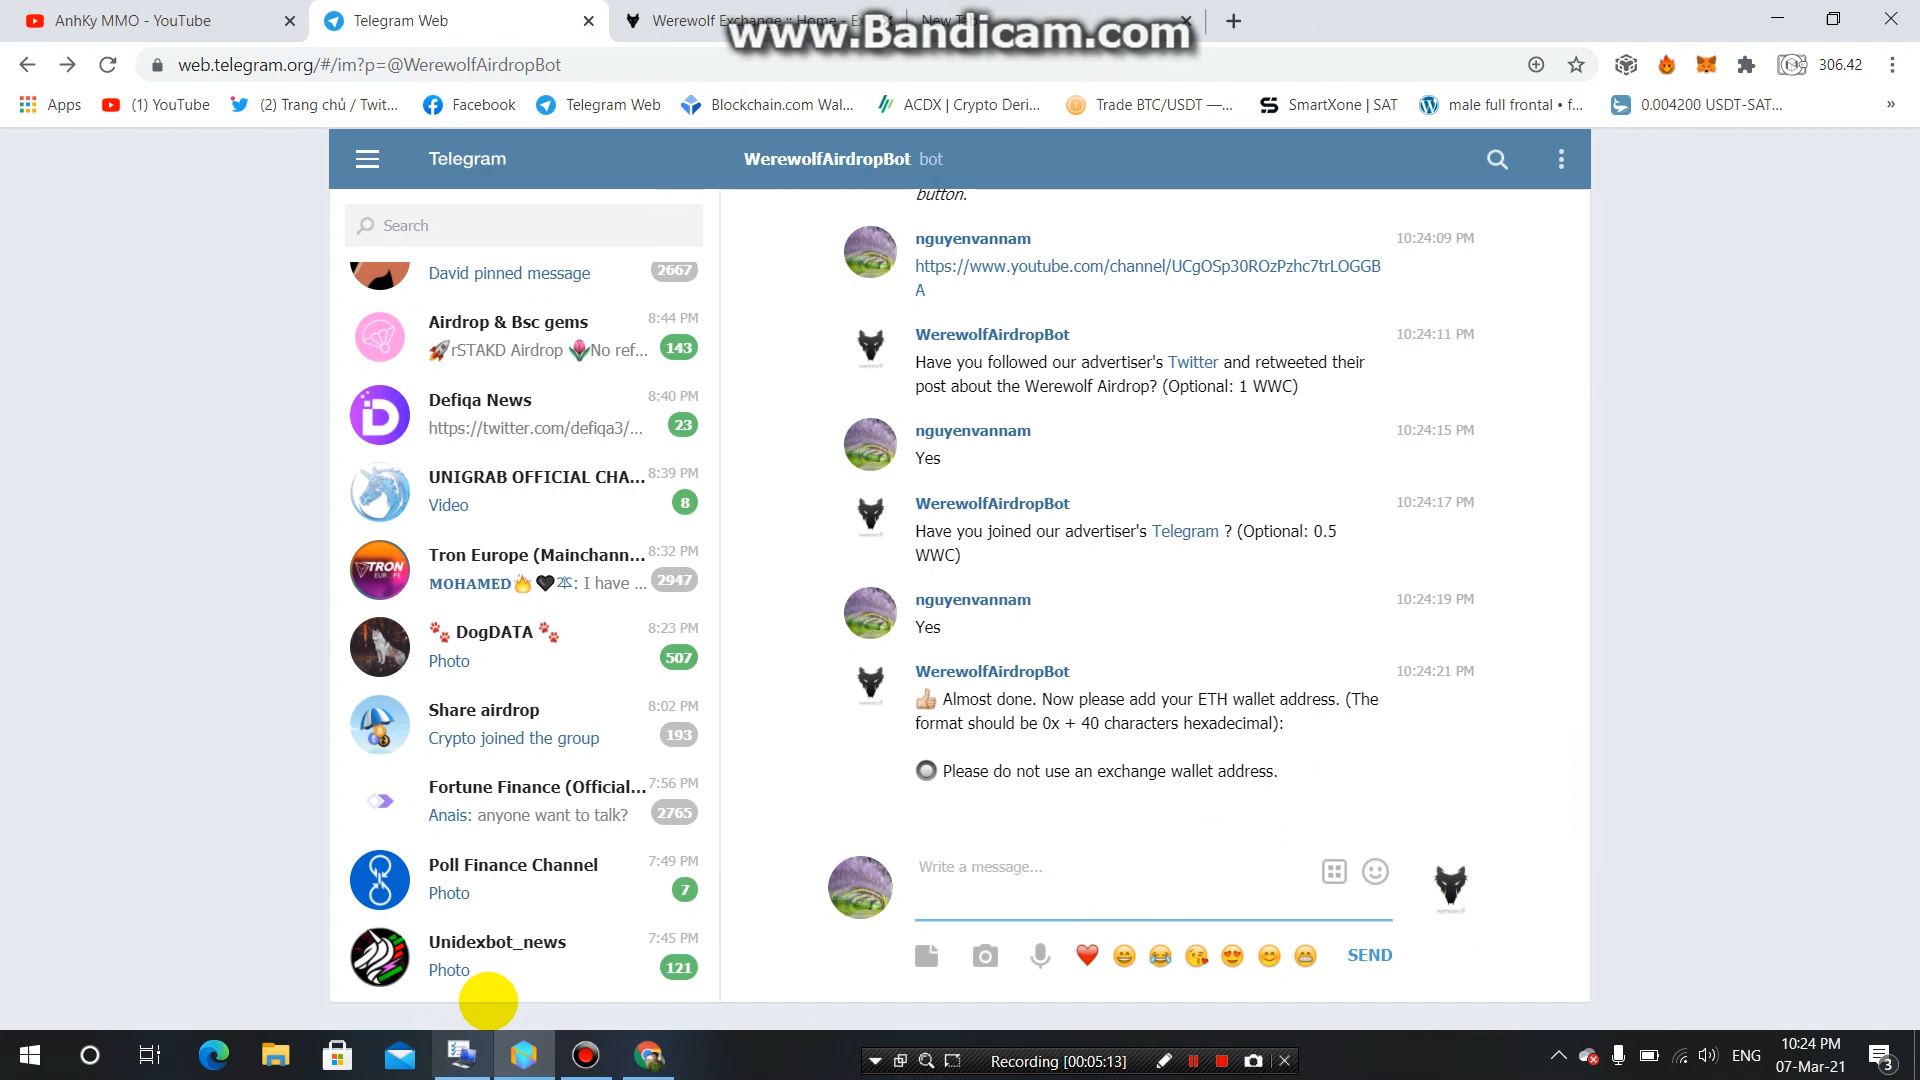 AnhKy MMO - YouTube
Telegram Web
Werewolf Exchange :: Home - Ex
New Tab
www.Bandicam.com
web.telegram.org/#/im?p=@WerewolfAirdropBot
306.42
Apps
(1) YouTube
(2) Trang chủ / Twit...
Facebook
Telegram Web
Blockchain.com Wal...
ACDX | Crypto Deri...
Trade BTC/USDT —...
SmartXone | SAT
male full frontal • f...
0.004200 USDT-SAT...
»
Telegram
WerewolfAirdropBot bot
Search
David pinned message
2667
Airdrop & Bsc gems
8:44 PM
🚀rSTAKD Airdrop 🌷No ref...
143
Defiqa News
8:40 PM
https://twitter.com/defiqa3/...
23
UNIGRAB OFFICIAL CHA...
8:39 PM
Video
8
Tron Europe (Mainchann...
8:32 PM
TRON
ᴍᴏʜᴀᴍᴇᴅ🔥🖤: I have ...
2947
🐾 DogDATA 🐾
8:23 PM
Photo
507
Share airdrop
8:02 PM
Crypto joined the group
193
Fortune Finance (Official...
7:56 PM
Anais: anyone want to talk?
2765
Poll Finance Channel
7:49 PM
Photo
7
Unidexbot_news
7:45 PM
Photo
121
button.
nguyenvannam
10:24:09 PM
https://www.youtube.com/channel/UCgOSp30ROzPzhc7trLOGGB
A
WerewolfAirdropBot
10:24:11 PM
Have you followed our advertiser's Twitter and retweeted their
post about the Werewolf Airdrop? (Optional: 1 WWC)
nguyenvannam
10:24:15 PM
Yes
WerewolfAirdropBot
10:24:17 PM
Have you joined our advertiser's Telegram ? (Optional: 0.5
WWC)
nguyenvannam
10:24:19 PM
Yes
WerewolfAirdropBot
10:24:21 PM
👍 Almost done. Now please add your ETH wallet address. (The
format should be 0x + 40 characters hexadecimal):
🔘 Please do not use an exchange wallet address.
Write a message...
werewolf
SEND
Recording [00:05:13]
ENG
10:24 PM
07-Mar-21
3